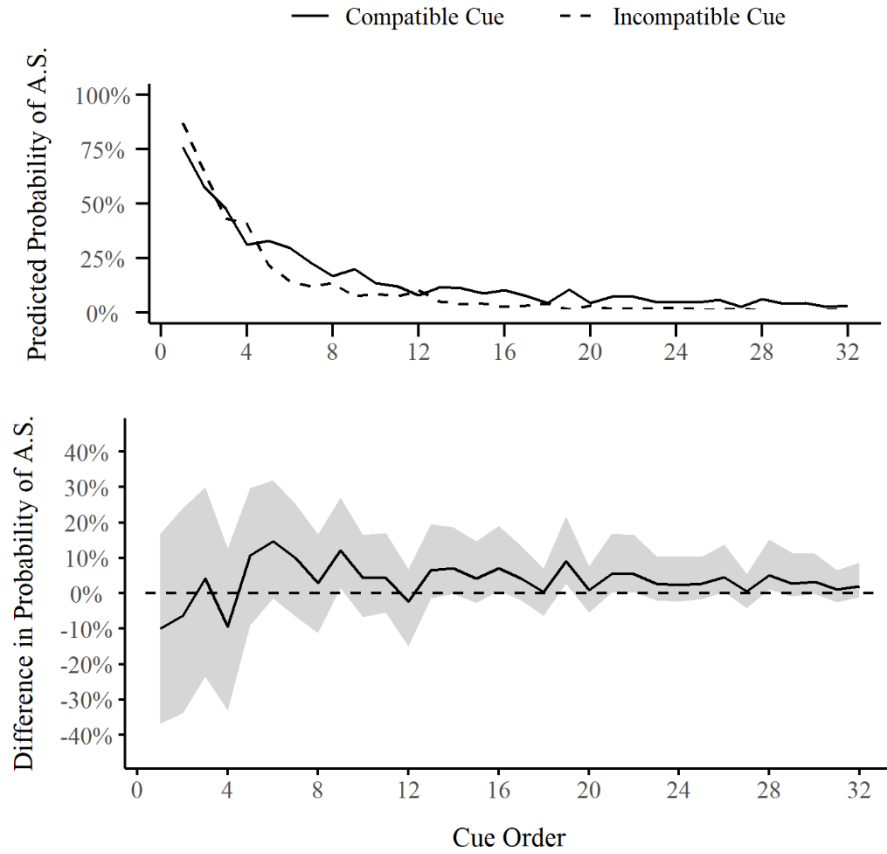 Compatible Cue Incompatible Cue
Predicted Probability of A.S.
100%
75%
50%
25%
0%
0 4 8 12 16 20 24 28 32
Difference in Probability of A.S.
40%
30%
20%
10%
0%
-10%
-20%
-30%
-40%
0 4 8 12 16 20 24 28 32
Cue Order